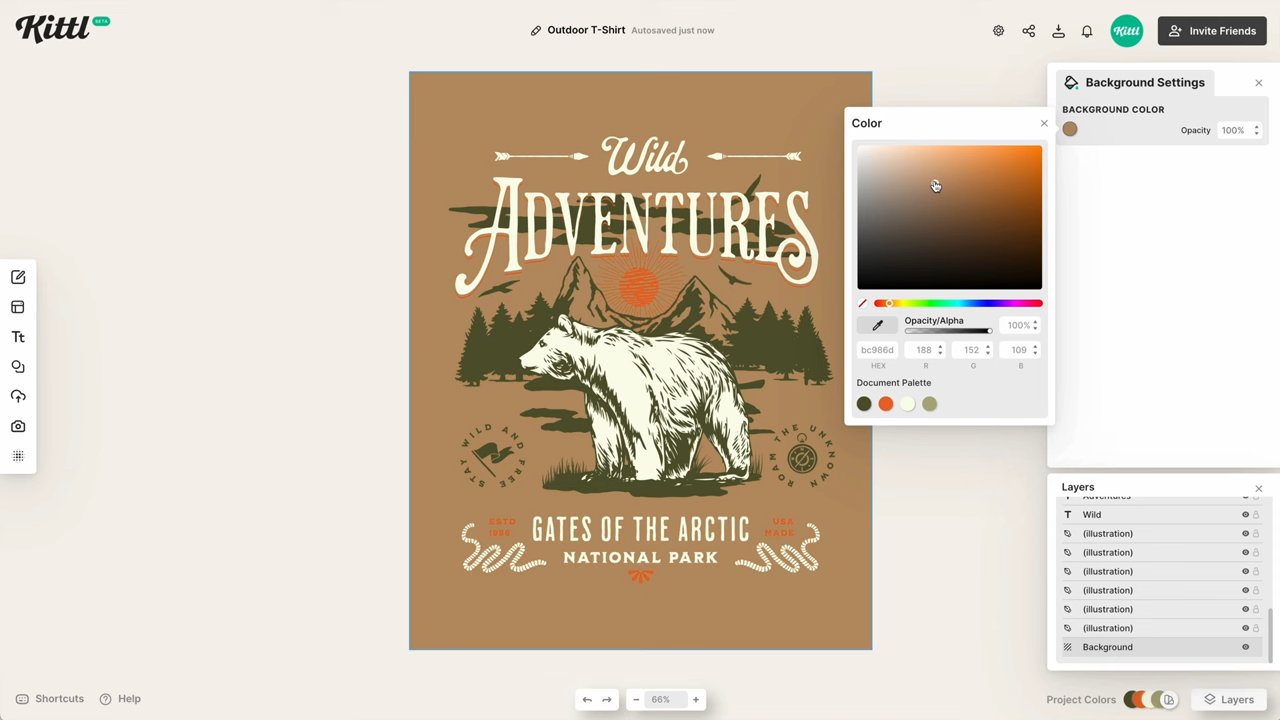 Kittl BETA
Outdoor T-Shirt Autosaved just now
Kittl
Invite Friends
Background Settings
BACKGROUND COLOR
Opacity 100%
Color
Opacity/Alpha
100%
bc986d 188 152 109
HEX R G B
Document Palette
Wild
ADVENTURES
STAY WILD AND FREE
ROAM THE UNKNOWN
ESTD
1988
GATES OF THE ARCTIC
USA
MADE
NATIONAL PARK
Layers
Adventures
Wild
(illustration)
(illustration)
(illustration)
(illustration)
(illustration)
(illustration)
Background
Shortcuts
Help
66%
Project Colors
Layers